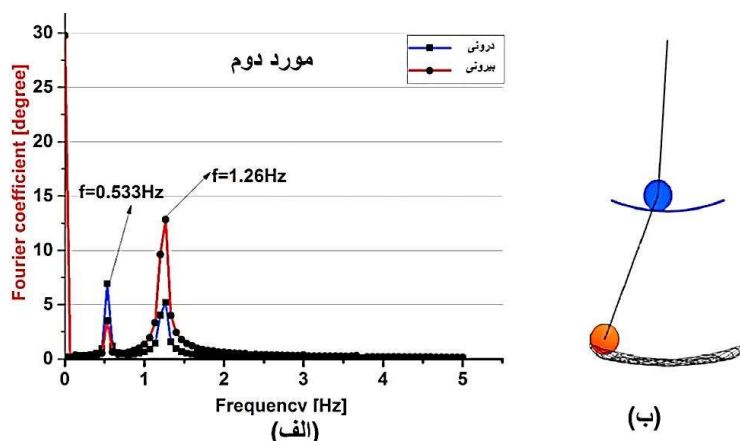 30
25
20
15
10
5
0
Fourier coefficient [degree]
مورد دوم
درونی
بیرونی
f=0.533Hz
f=1.26Hz
0 1 2 3 4 5
Frequency [Hz]
(الف)
(ب)